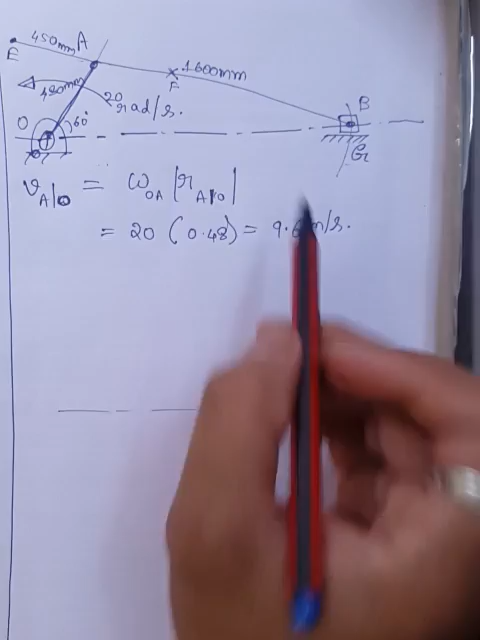 450mm A
E
480mm
F
1600mm
20 rad/s.
B
O
60°
G
v_A/o = ω_OA |r_A/o|
= 20 (0.48) = 9.6 m/s.